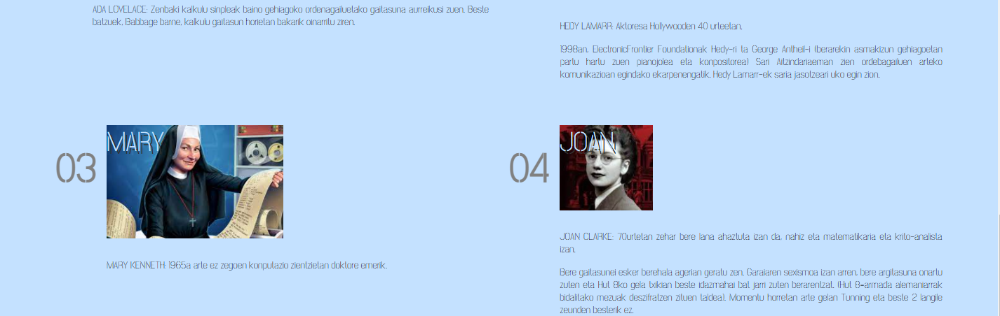 ADA LOVELACE: Zenbaki kalkulu sinpleak baino gehiagoko ordenagailuetako gaitasuna aurreikusi zuen. Beste
batzuek, Babbage barne, kalkulu gaitasun horietan bakarik oinarritu ziren.
HEDY LAMARR: Aktoresa Hollywooden 40 urteetan.
1998an, ElectronicFrontier Foundationak Hedy-ri ta George Antheil-i (berarekin asmakizun gehiagoetan
partu hartu zuen pianojolea eta konpositorea) Sari Aitzindariaeman zien ordebagailuen arteko
komunikazioan egindako ekarpenengatik. Hedy Lamarr-ek saria jasotzeari uko egin zion.
03
MARY
MARY KENNETH: 1965a arte ez zegoen konputazio zientzietan doktore emerik.
04
JOAN
JOAN CLARKE: 70urtetan zehar bere lana ahaztuta izan da, nahiz eta matematikaria eta kripto-analista
izan.
Bere gaitasunei esker berehala agerian geratu zen. Garaiaren sexismoa izan arren, bere argitasuna onartu
zuten eta Hut 8ko gela txikian beste idazmahai bat jarri zuten berarentzat. (Hut 8=armada alemaniarrak
bidalitako mezuak deszifratzen zituen taldea). Momentu horretan arte gelan Tunning eta beste 2 langile
zeunden besterik ez.